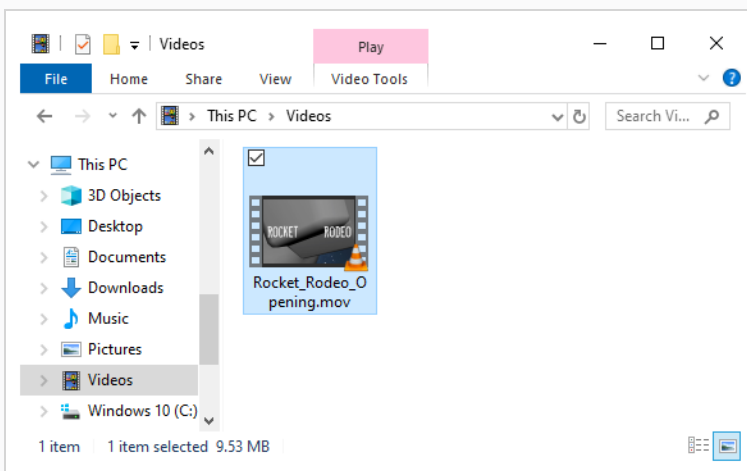 Videos
Play
File
Home
Share
View
Video Tools
This PC > Videos
Search Vi...
This PC
3D Objects
Desktop
Documents
Downloads
Music
Pictures
Videos
Windows 10 (C:)
ROCKET RODEO
Rocket_Rodeo_O
pening.mov
1 item
1 item selected 9.53 MB